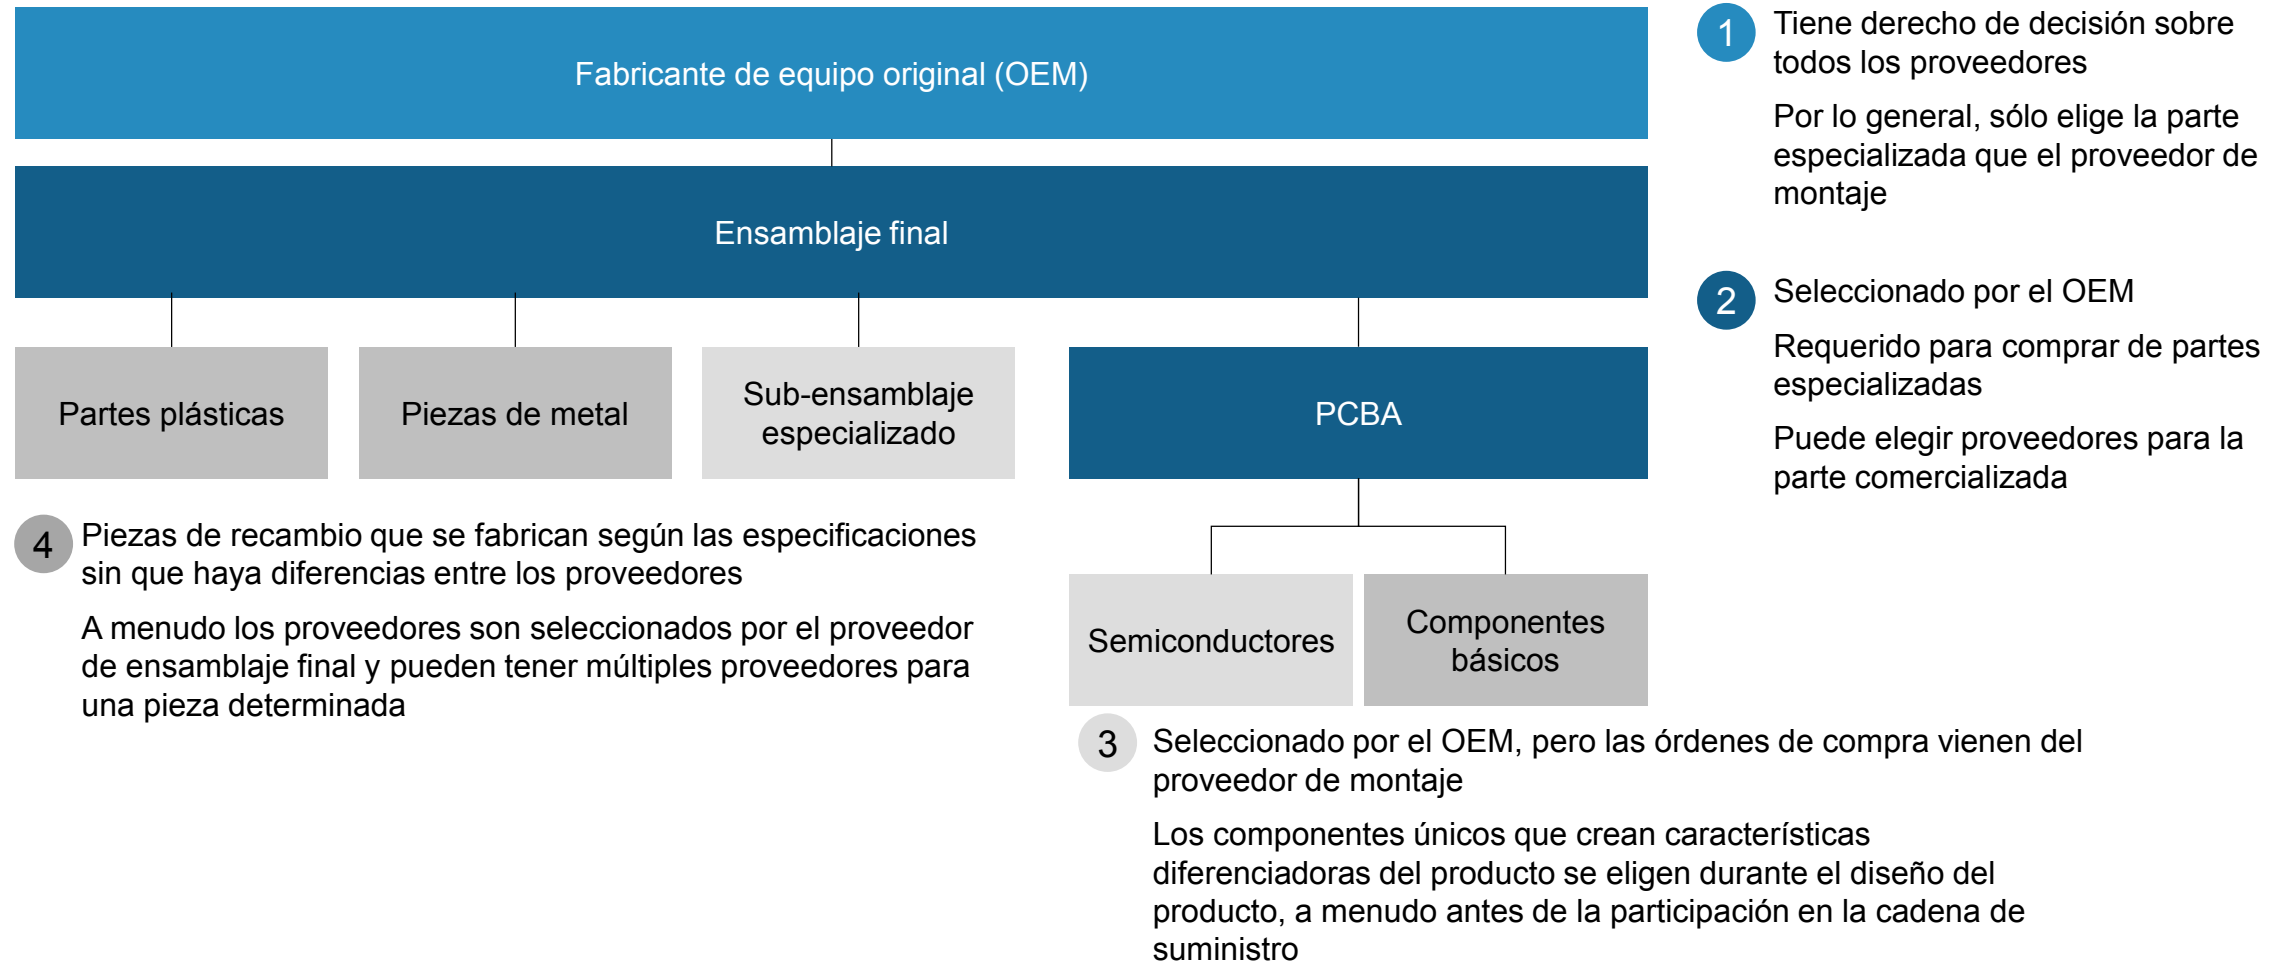 Fabricante de equipo original (OEM)
Ensamblaje final
Partes plásticas
Piezas de metal
Sub-ensamblaje
especializado
PCBA
Semiconductores
Componentes
básicos
1
Tiene derecho de decisión sobre
todos los proveedores
Por lo general, sólo elige la parte
especializada que el proveedor de
montaje
2
Seleccionado por el OEM
Requerido para comprar de partes
especializadas
Puede elegir proveedores para la
parte comercializada
4
Piezas de recambio que se fabrican según las especificaciones
sin que haya diferencias entre los proveedores
A menudo los proveedores son seleccionados por el proveedor
de ensamblaje final y pueden tener múltiples proveedores para
una pieza determinada
3
Seleccionado por el OEM, pero las órdenes de compra vienen del
proveedor de montaje
Los componentes únicos que crean características
diferenciadoras del producto se eligen durante el diseño del
producto, a menudo antes de la participación en la cadena de
suministro